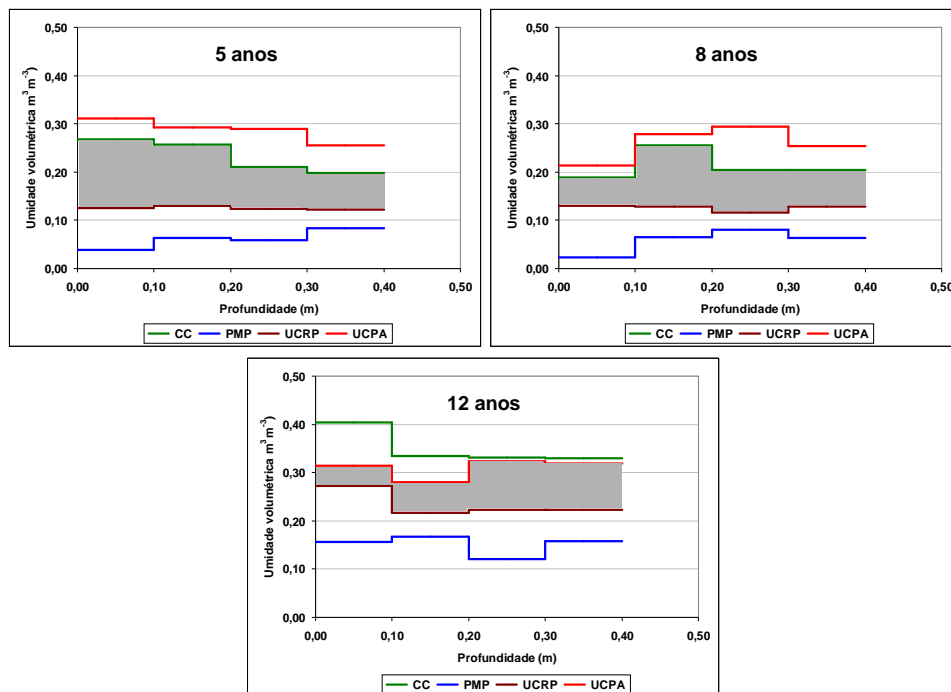 5 anos
Umidade volumétrica m³ m⁻³
0,50
0,40
0,30
0,20
0,10
0,00
0,00 0,10 0,20 0,30 0,40 0,50
Profundidade (m)
CC PMP UCRP UCPA
8 anos
Umidade volumétrica m³ m⁻³
0,50
0,40
0,30
0,20
0,10
0,00
0,00 0,10 0,20 0,30 0,40 0,50
Profundidade (m)
CC PMP UCRP UCPA
12 anos
Umidade volumétrica m³ m⁻³
0,50
0,40
0,30
0,20
0,10
0,00
0,00 0,10 0,20 0,30 0,40 0,50
Profundidade (m)
CC PMP UCRP UCPA